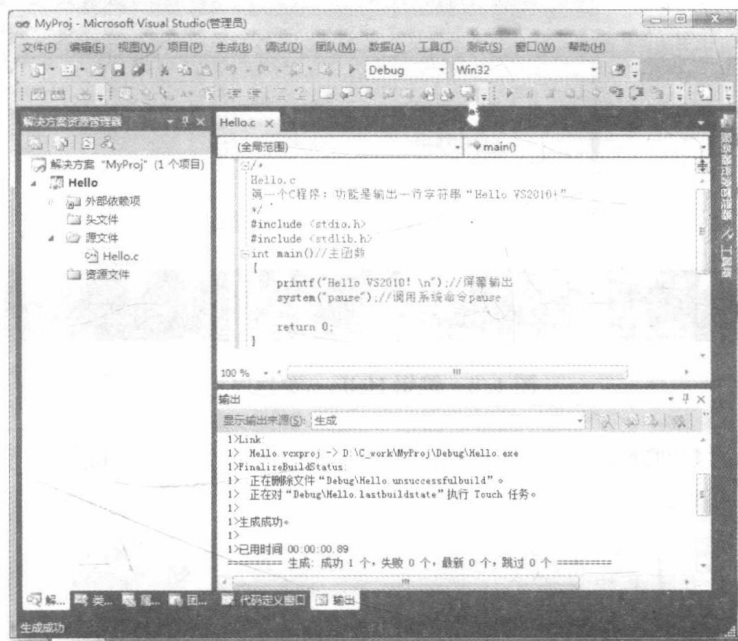 MyProj - Microsoft Visual Studio(管理员)
文件(F) 编辑(E) 视图(V) 项目(P) 生成(B) 调试(D) 团队(M) 数据(A) 工具(T) 测试(S) 窗口(W) 帮助(H)
Debug Win32
解决方案资源管理器
解决方案 "MyProj" (1 个项目)
Hello
外部依赖项
头文件
源文件
Hello.c
资源文件
Hello.c
(全局范围) main()
/*
Hello.c
第一个C程序: 功能是输出一行字符串"Hello VS2010!"
*/
#include <stdio.h>
#include <stdlib.h>
int main()//主函数
{
printf("Hello VS2010! \n");//屏幕输出
system("pause");//调用系统命令pause
return 0;
}
100 %
输出
显示输出来源(S): 生成
1>Link:
1> Hello.vcxproj -> D:\C_work\MyProj\Debug\Hello.exe
1>FinalizeBuildStatus:
1> 正在删除文件"Debug\Hello.unsuccessfulbuild"。
1> 正在对"Debug\Hello.lastbuildstate"执行 Touch 任务。
1>
1>生成成功。
1>
1>已用时间 00:00:00.89
========== 生成: 成功 1 个, 失败 0 个, 最新 0 个, 跳过 0 个 ==========
解... 类... 属... 团... 代码定义窗口 输出
生成成功
工具箱